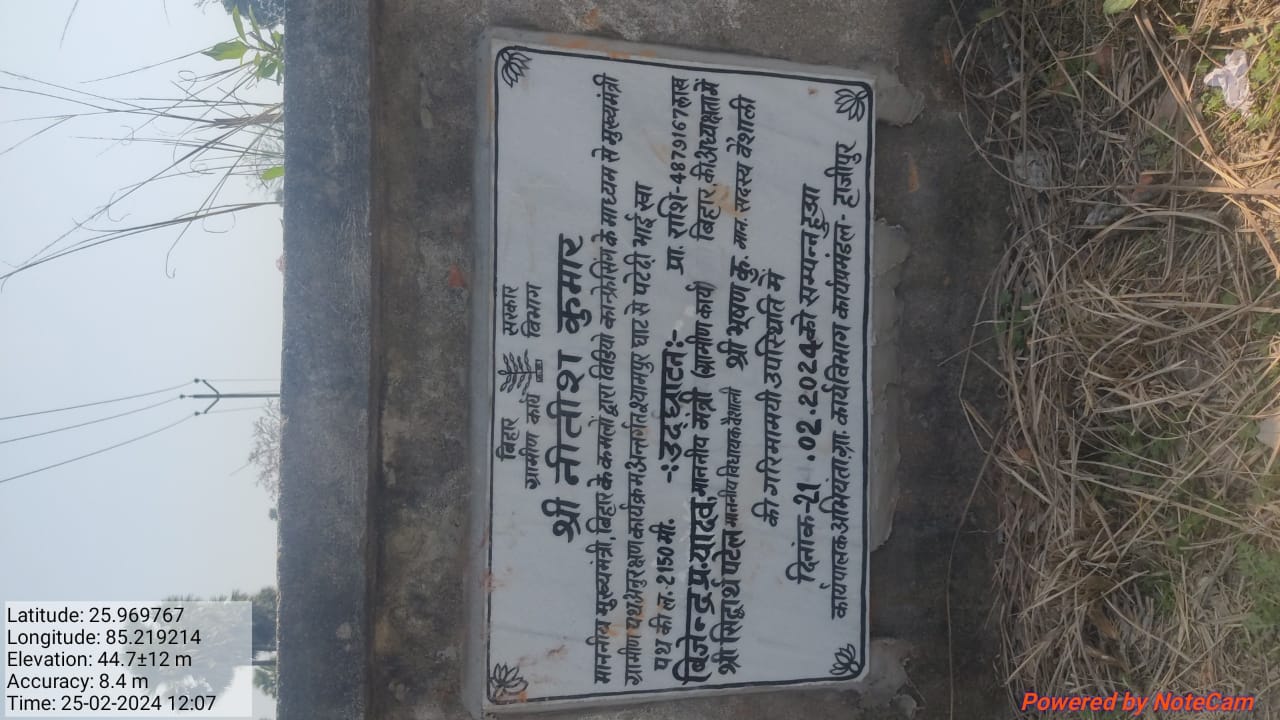 बिहार सरकार
ग्रामीण कार्य विभाग
श्री नीतीश कुमार
माननीय मुख्यमंत्री, बिहार के कमलो द्वारा विडियो कान्फ्रेसिंग के माध्यम से मुख्यमंत्री
ग्रामीण पथ अनुरक्षण कार्यक्रम अन्तर्गत श्यामपुर घाट से पटेढ़ी भाई खा
पथ की लं. 2150 मी. प्रा. राशि-4879167 लाख
-:उद्घाटन:-
बिजेन्द्र प्र. यादव, माननीय मंत्री (ग्रामीण कार्य) बिहार, की अध्यक्षता में
श्री सिद्धार्थ पटेल माननीय विधायक वैशाली श्री भूषण कु. मान. सदस्य वैशाली
की गरिमामयी उपस्थिति में
दिनांक-21.02.2024 को सम्पन्न हुआ
कार्यपालक अभियंता ग्रा. कार्य विभाग कार्य प्रमंडल- हाजीपुर
Latitude: 25.969767
Longitude: 85.219214
Elevation: 44.7±12 m
Accuracy: 8.4 m
Time: 25-02-2024 12:07
Powered by NoteCam